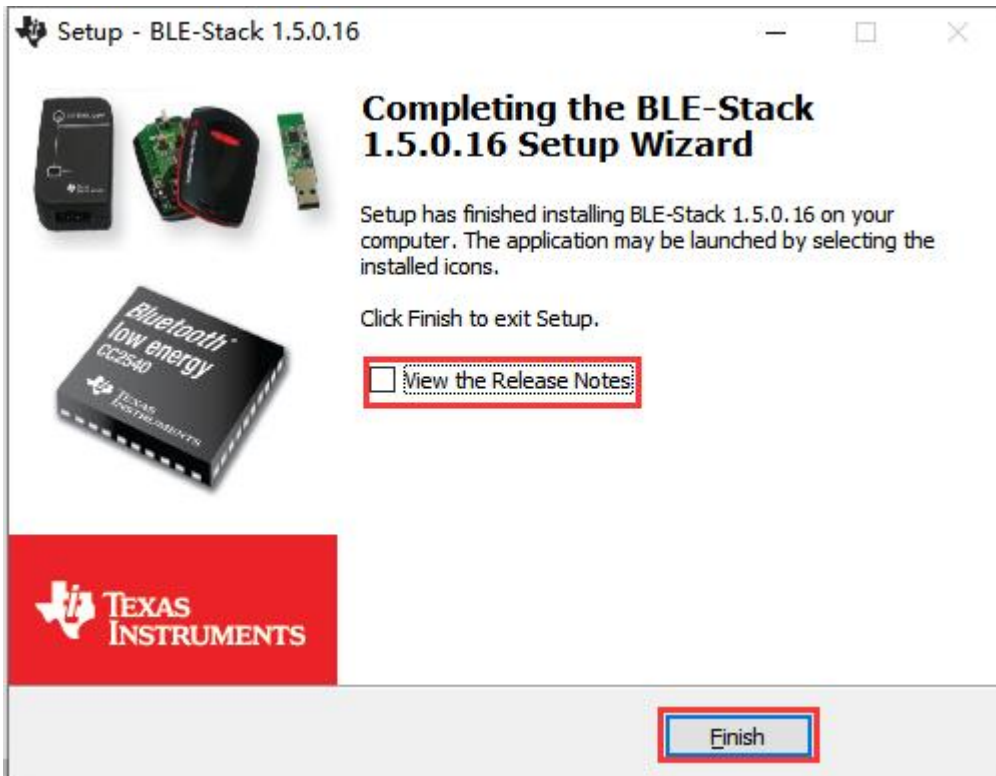 Setup - BLE-Stack 1.5.0.16
Completing the BLE-Stack
1.5.0.16 Setup Wizard
Setup has finished installing BLE-Stack 1.5.0.16 on your
computer. The application may be launched by selecting the
installed icons.
Click Finish to exit Setup.
View the Release Notes
Bluetooth
low energy
CC2540
TEXAS
INSTRUMENTS
TEXAS
INSTRUMENTS
Finish